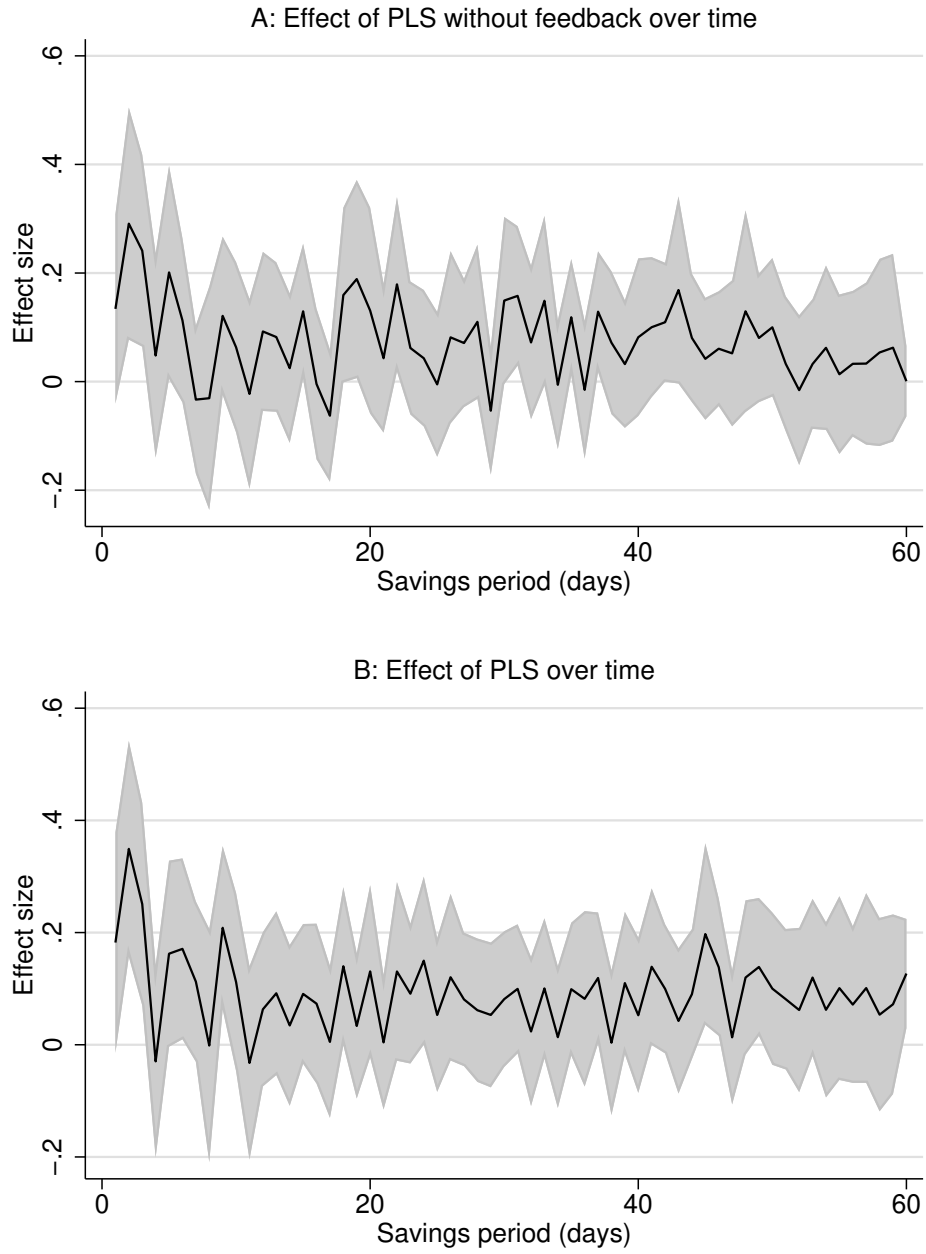 A: Effect of PLS without feedback over time
.6
.4
.2
0
−.2
Effect size
0 20 40 60
Savings period (days)
B: Effect of PLS over time
.6
.4
.2
0
−.2
Effect size
0 20 40 60
Savings period (days)